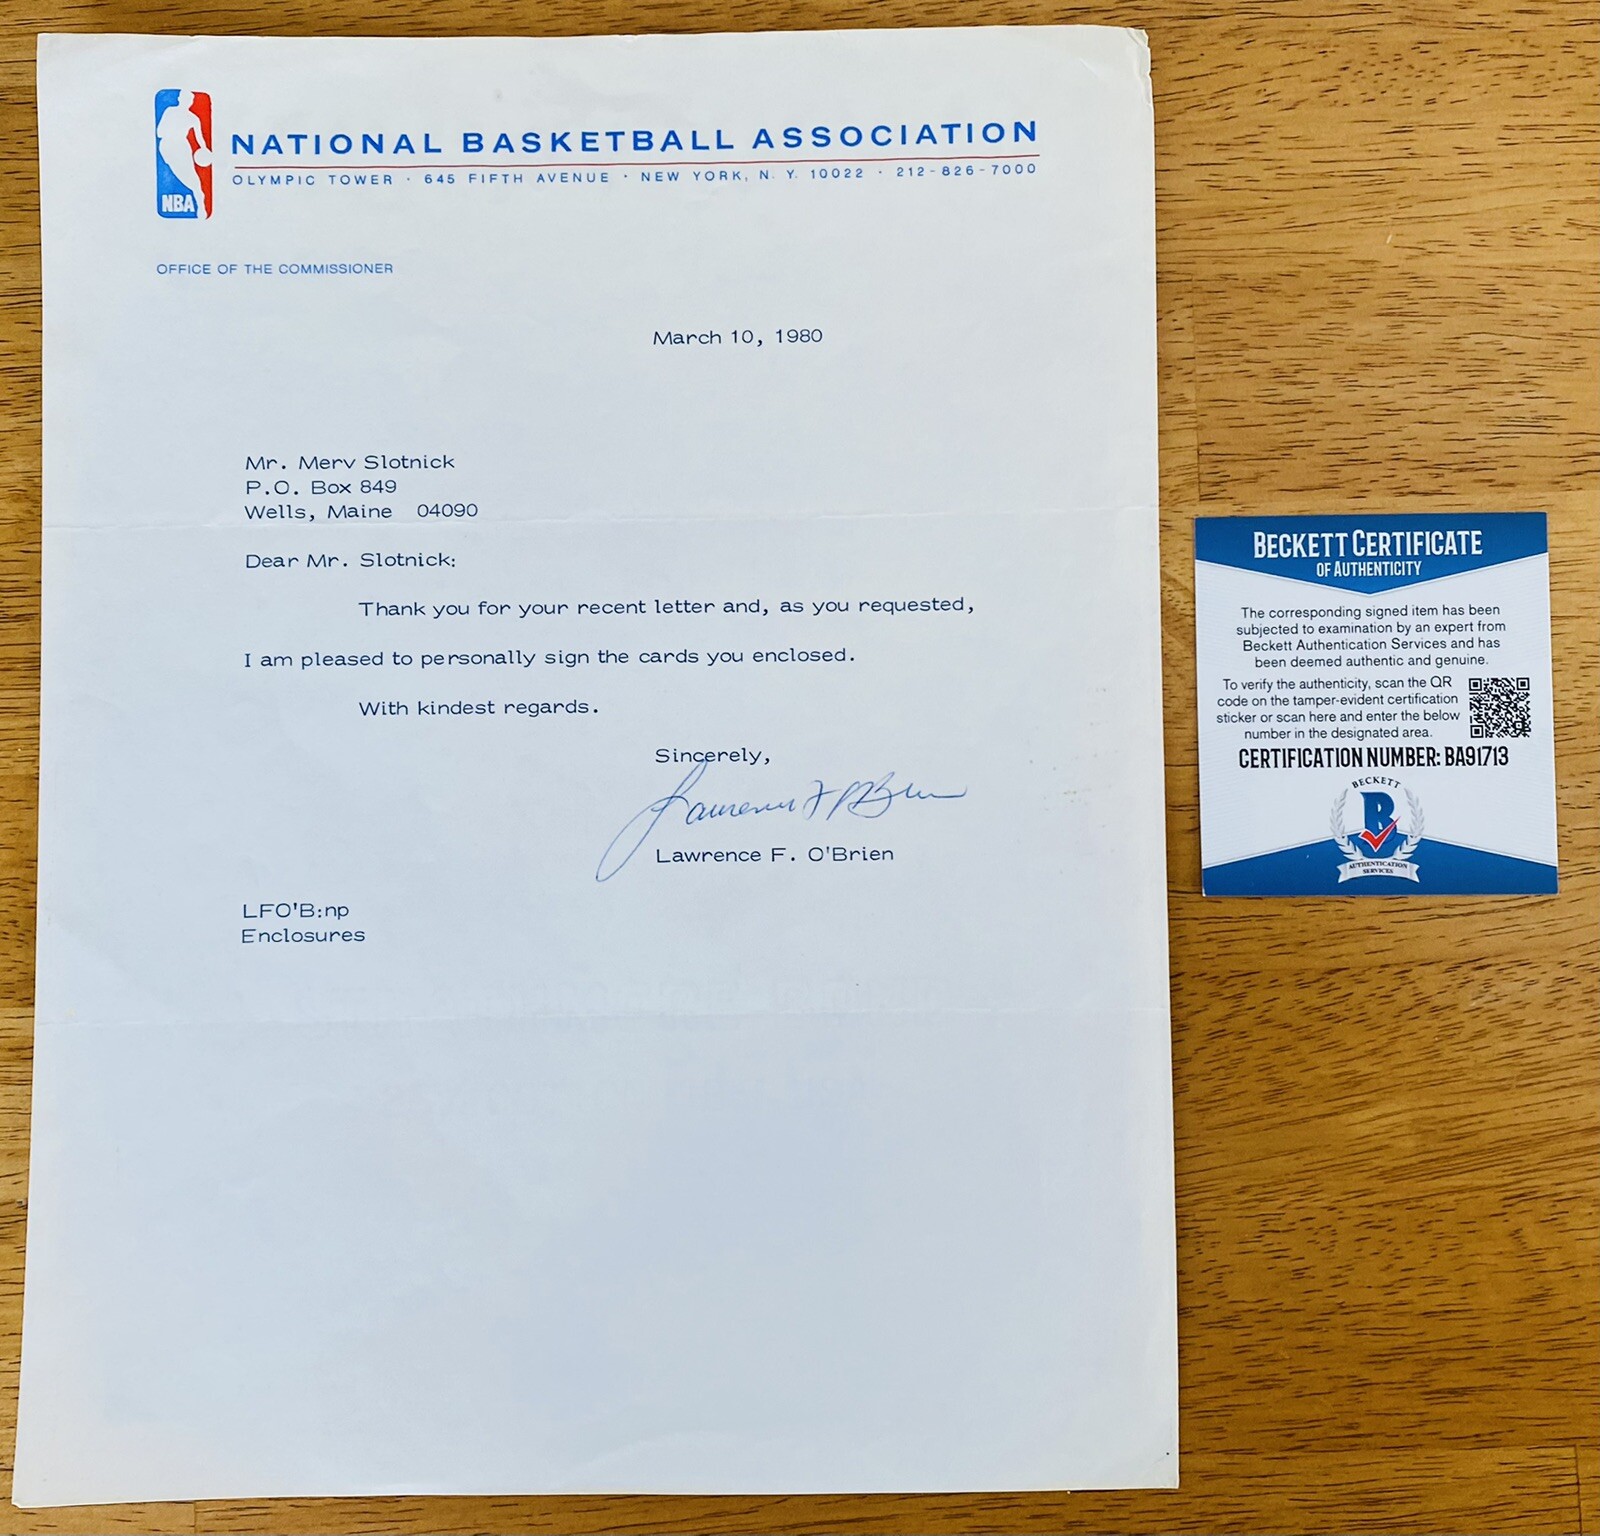 NBA
NATIONAL BASKETBALL ASSOCIATION
OLYMPIC TOWER · 645 FIFTH AVENUE · NEW YORK, N. Y. 10022 · 212-826-7000
OFFICE OF THE COMMISSIONER
March 10, 1980
Mr. Merv Slotnick
P.O. Box 849
Wells, Maine 04090
Dear Mr. Slotnick:
Thank you for your recent letter and, as you requested,
I am pleased to personally sign the cards you enclosed.
With kindest regards.
Sincerely,
Lawrence F. O'Brien
Lawrence F. O'Brien
LFO'B:np
Enclosures
BECKETT CERTIFICATE
OF AUTHENTICITY
The corresponding signed item has been
subjected to examination by an expert from
Beckett Authentication Services and has
been deemed authentic and genuine.
To verify the authenticity, scan the QR
code on the tamper-evident certification
sticker or scan here and enter the below
number in the designated area.
CERTIFICATION NUMBER: BA91713
BECKETT
B
AUTHENTICATION
SERVICES